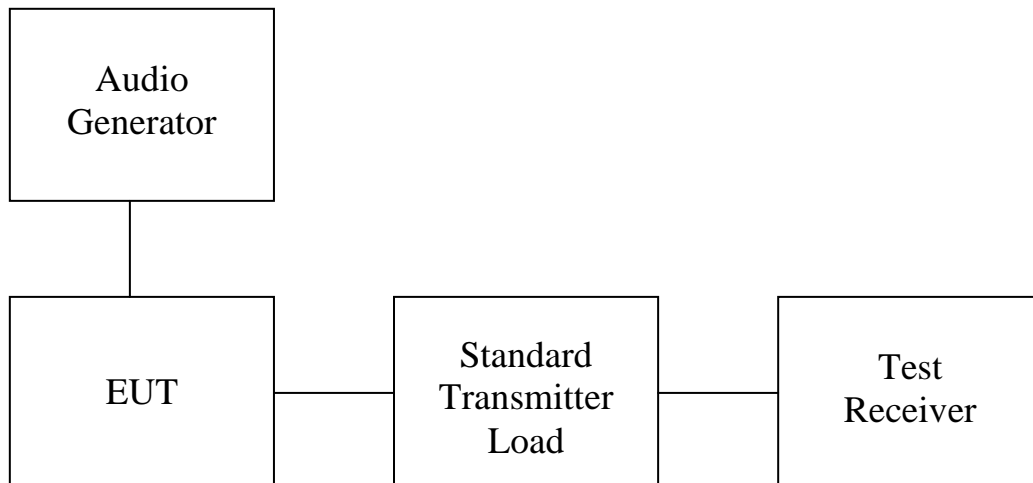 Audio
Generator
EUT
Standard
Transmitter
Load
Test
Receiver